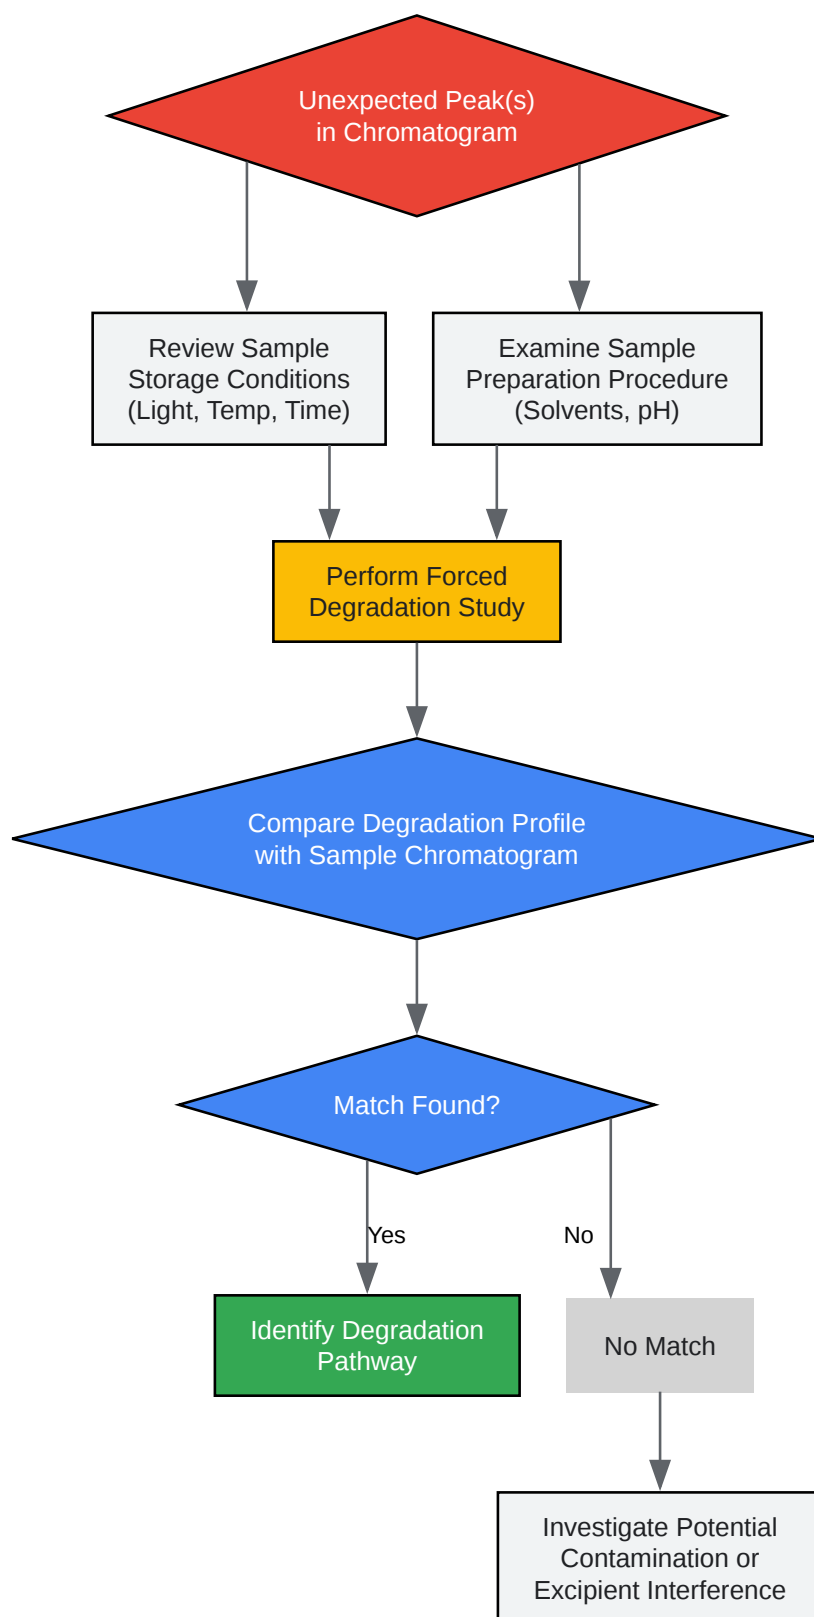 Unexpected Peak(s)
in Chromatogram
Review Sample
Storage Conditions
(Light, Temp, Time)
Examine Sample
Preparation Procedure
(Solvents, pH)
Perform Forced
Degradation Study
Compare Degradation Profile
with Sample Chromatogram
Match Found?
Yes
No
Identify Degradation
Pathway
No Match
Investigate Potential
Contamination or
Excipient Interference